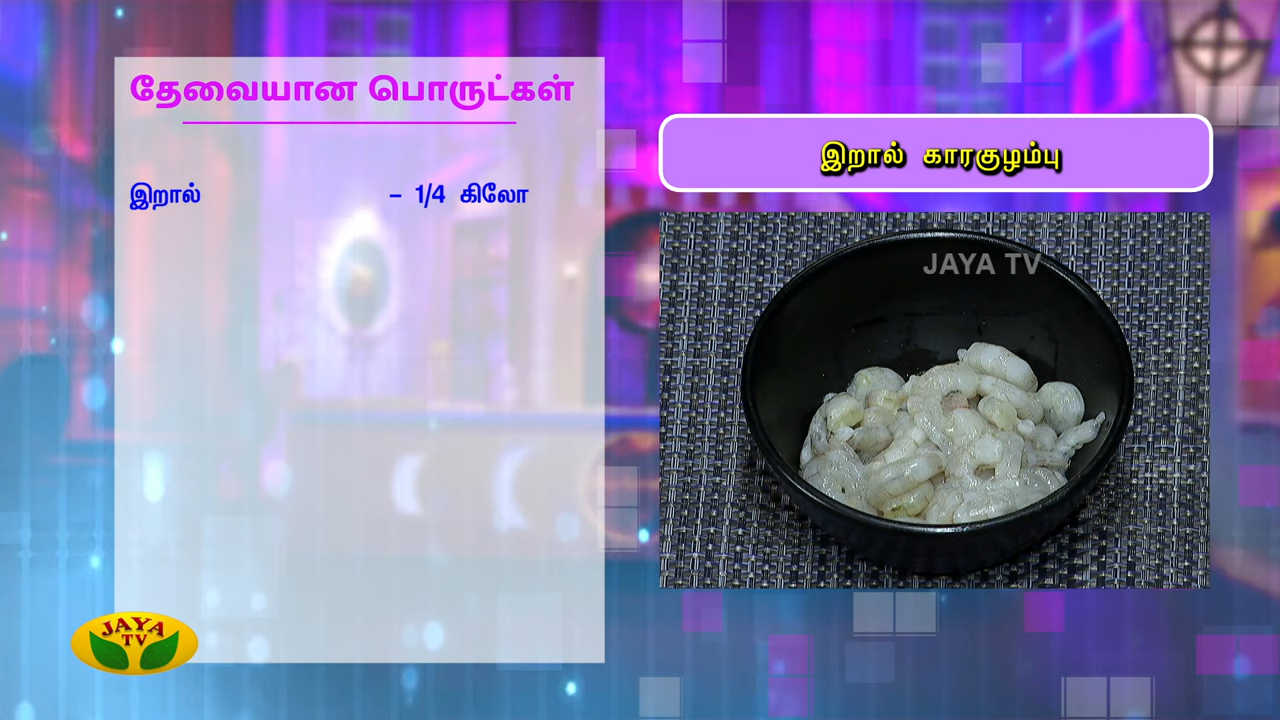 தேவையான பொருட்கள்
இறால் – 1/4 கிலோ
இறால் காரகுழம்பு
JAYA TV
JAYA
TV